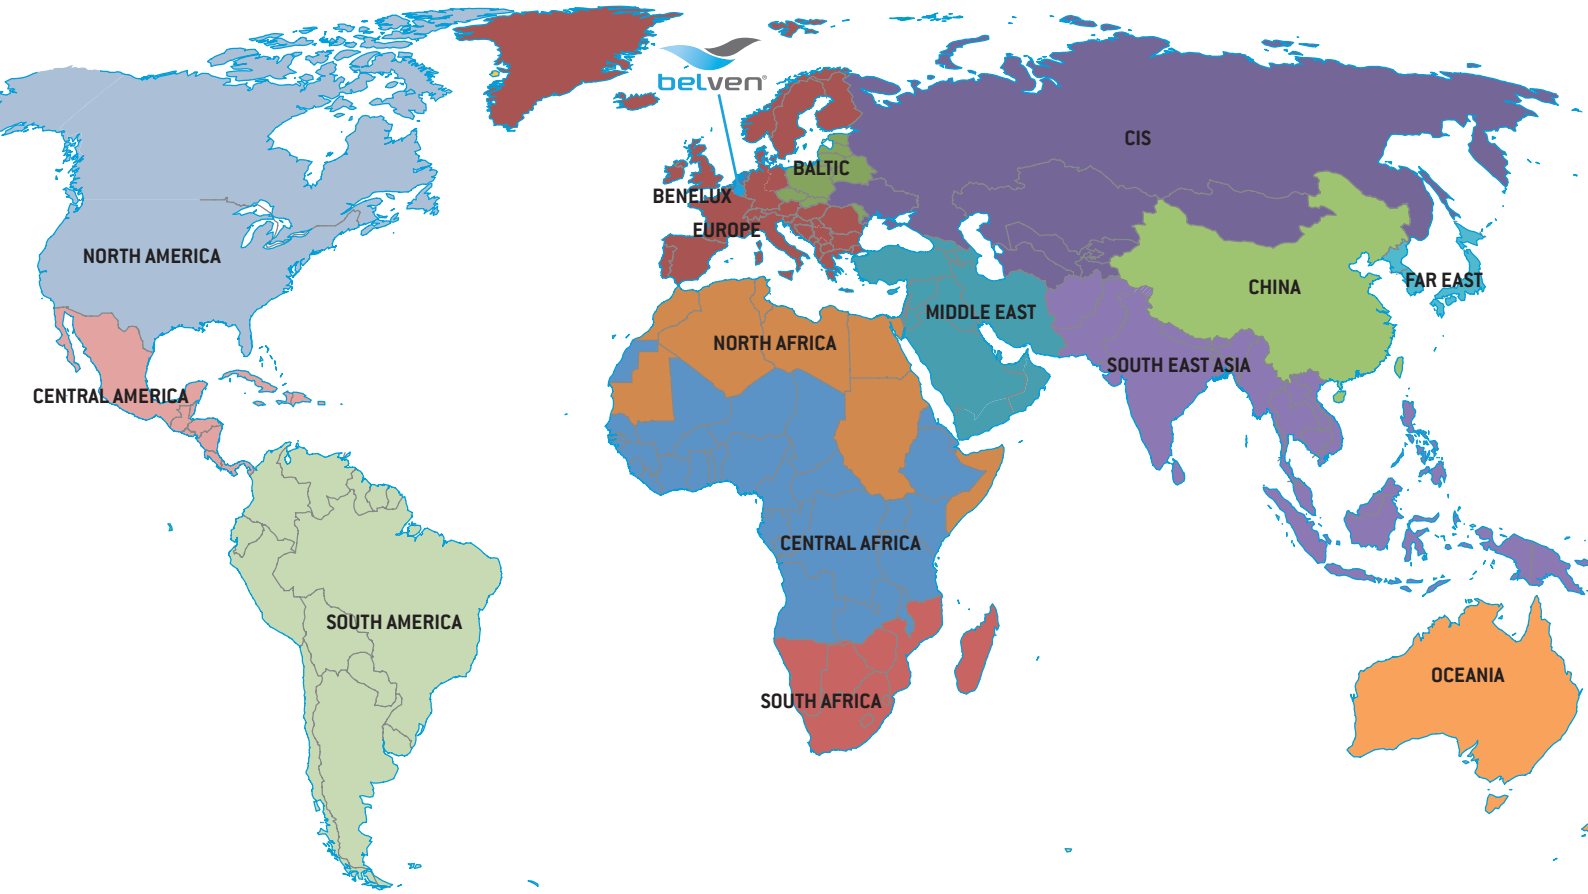 belven®
CIS
BALTIC
BENELUX
EUROPE
NORTH AMERICA
CHINA
FAR EAST
MIDDLE EAST
NORTH AFRICA
SOUTH EAST ASIA
CENTRAL AMERICA
CENTRAL AFRICA
SOUTH AMERICA
OCEANIA
SOUTH AFRICA